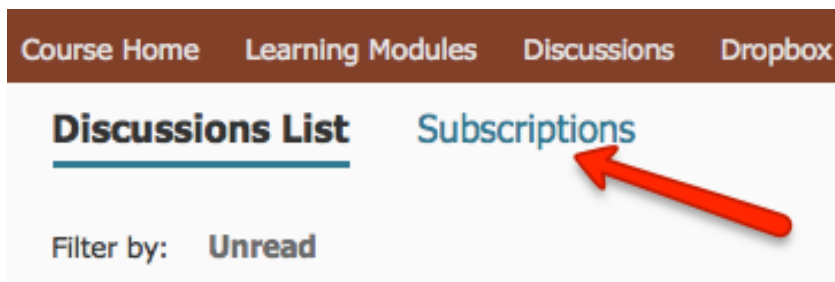 Course Home Learning Modules Discussions Dropbox
Discussions List Subscriptions
Filter by: Unread